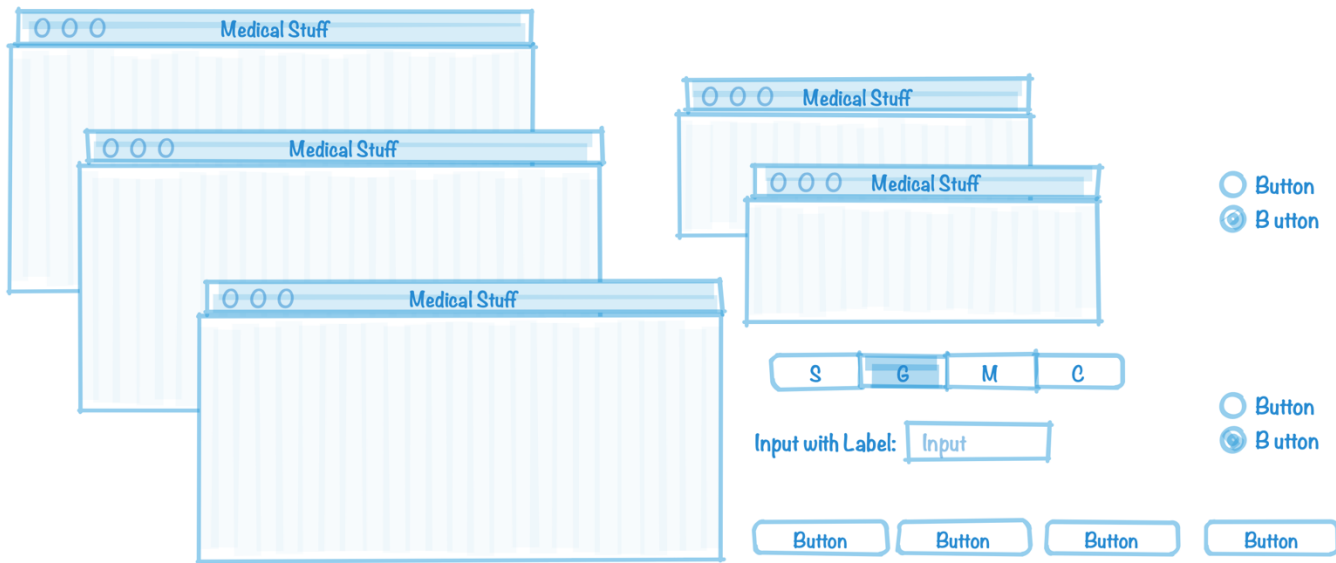 Medical Stuff
Medical Stuff
Medical Stuff
Medical Stuff
Medical Stuff
Button
B utton
S G M C
Button
B utton
Input with Label: Input
Button Button Button Button